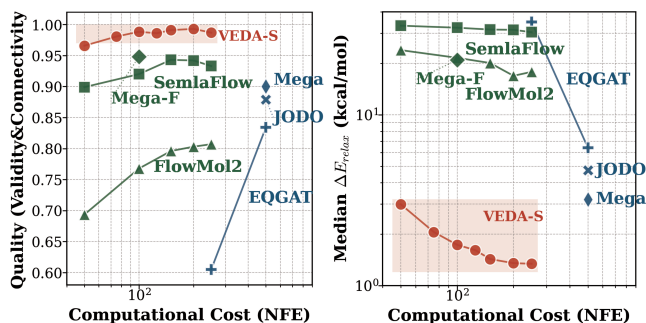 Quality (Validity&Connectivity)
1.00
0.95
0.90
0.85
0.80
0.75
0.70
0.65
0.60
VEDA-S
SemlaFlow
Mega
Mega-F
JODO
FlowMol2
EQGAT
10²
Computational Cost (NFE)
Median ΔE_relax (kcal/mol)
10¹
10⁰
SemlaFlow
Mega-F
EQGAT
FlowMol2
JODO
Mega
VEDA-S
10²
Computational Cost (NFE)